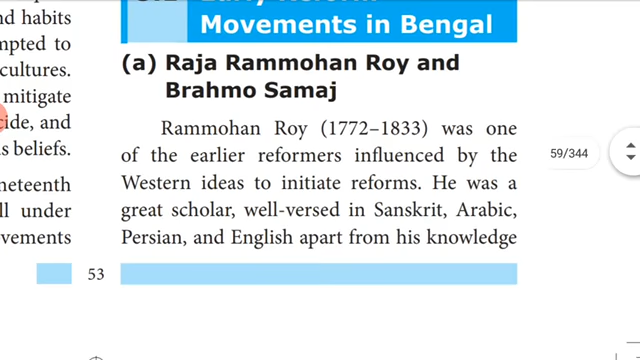 nd habits
mpted to
cultures.
mitigate
cide, and
s beliefs.
neteenth
ll under
vements
Movements in Bengal
(a) Raja Rammohan Roy and
Brahmo Samaj
Rammohan Roy (1772–1833) was one
of the earlier reformers influenced by the
Western ideas to initiate reforms. He was a
great scholar, well-versed in Sanskrit, Arabic,
Persian, and English apart from his knowledge
53
59/344